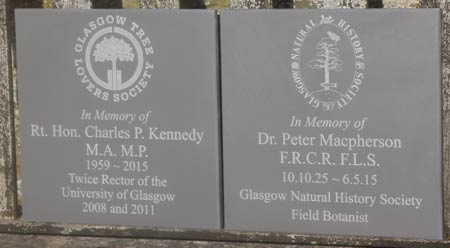 GLASGOW TREE
LOVERS SOCIETY
In Memory of
Rt. Hon. Charles P. Kennedy
M.A. M.P.
1959 ~ 2015
Twice Rector of the
University of Glasgow
2008 and 2011
GLASGOW NATURAL HISTORY SOCIETY
In Memory of
Dr. Peter Macpherson
F.R.C.R. F.L.S.
10.10.25 ~ 6.5.15
Glasgow Natural History Society
Field Botanist